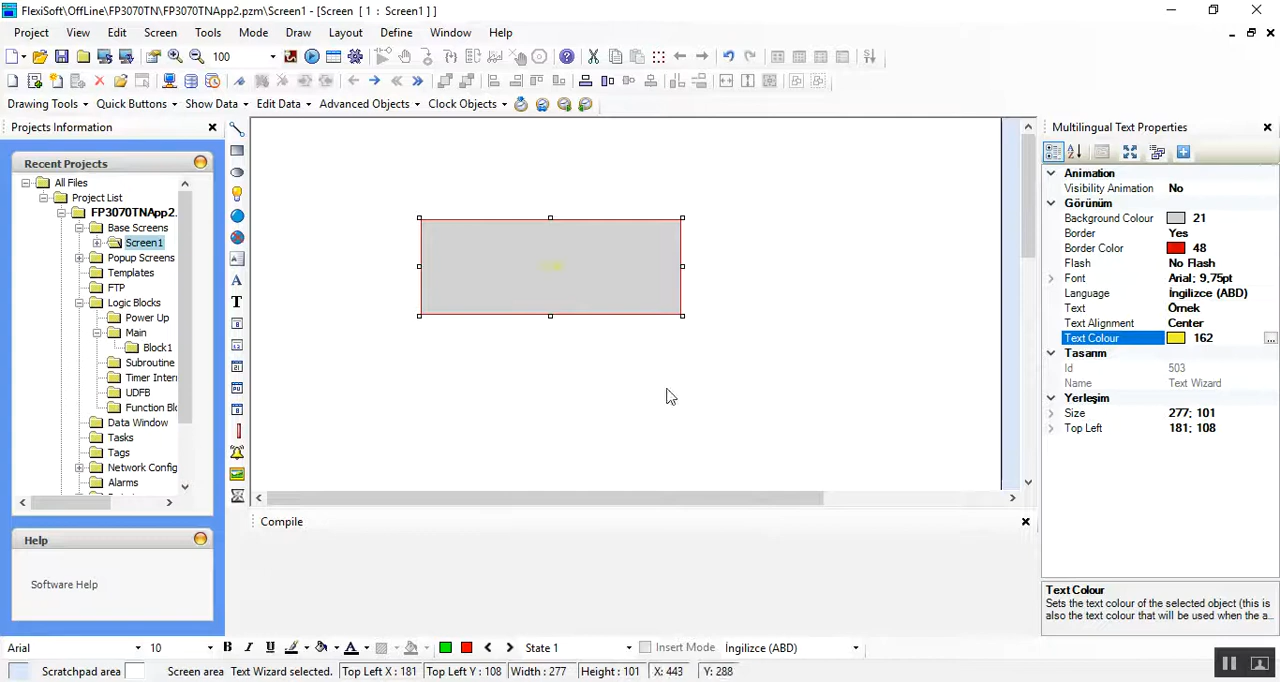 FlexiSoft\OffLine\FP3070TN\FP3070TNApp2.pzm\Screen1 - [Screen [ 1 : Screen1 ] ]
Project View Edit Screen Tools Mode Draw Layout Define Window Help
100
Drawing Tools Quick Buttons Show Data Edit Data Advanced Objects Clock Objects
Projects Information
Recent Projects
All Files
Project List
FP3070TNApp2.
Base Screens
Screen1
Popup Screens
Templates
FTP
Logic Blocks
Power Up
Main
Block1
Subroutine
Timer Inter
UDFB
Function Blo
Data Window
Tasks
Tags
Network Config
Alarms
Help
Software Help
Compile
Multilingual Text Properties
Animation
Visibility Animation No
Görünüm
Background Colour 21
Border Yes
Border Color 48
Flash No Flash
Font Arial; 9,75pt
Language İngilizce (ABD)
Text Örnek
Text Alignment Center
Text Colour 162 ...
Tasarım
Id 503
Name Text Wizard
Yerleşim
Size 277; 101
Top Left 181; 108
Text Colour
Sets the text colour of the selected object (this is
also the text colour that will be used when the a...
Arial 10 B I U A State 1 Insert Mode İngilizce (ABD)
Scratchpad area Screen area Text Wizard selected. Top Left X : 181 Top Left Y : 108 Width : 277 Height : 101 X: 443 Y: 288